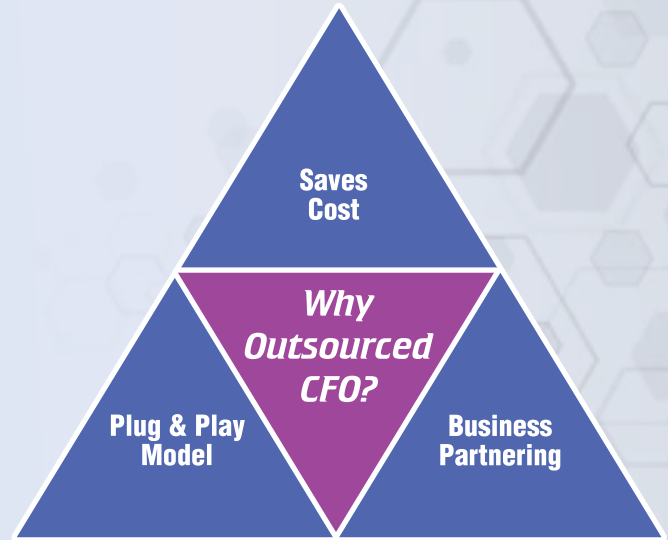 Saves
Cost
Why
Outsourced
CFO?
Plug & Play
Model
Business
Partnering